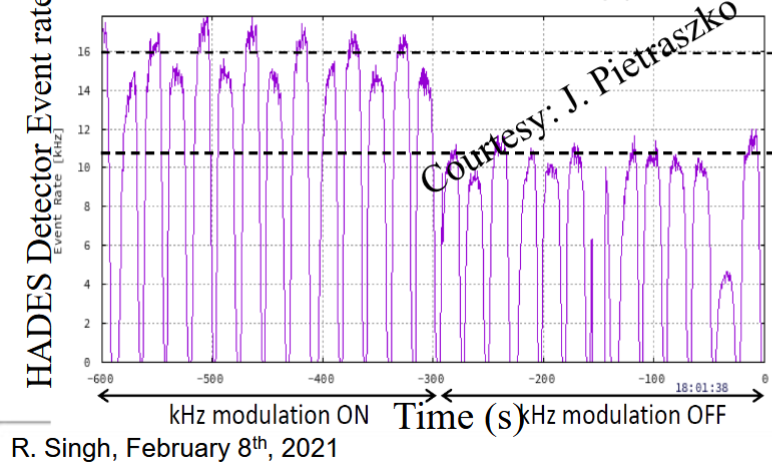 HADES Detector Event rate
Event Rate [kHz]
16
14
12
10
8
6
4
2
0
Courtesy: J. Pietraszko
-600
-500
-400
-300
-200
-100
0
18:01:38
kHz modulation ON
Time (s)
kHz modulation OFF
R. Singh, February 8th, 2021